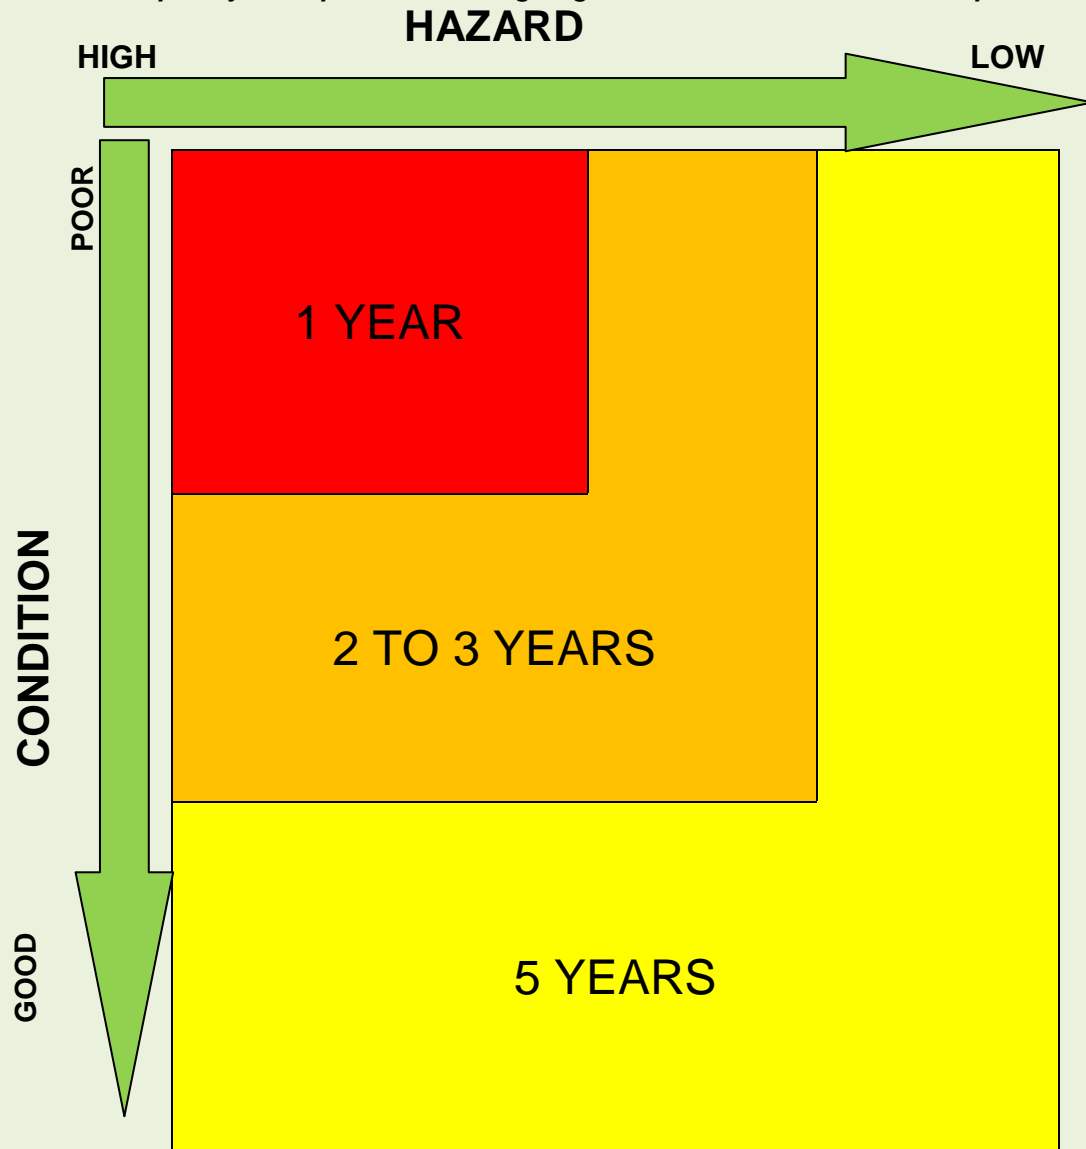 HAZARD
HIGH
LOW
POOR
1 YEAR
CONDITION
2 TO 3 YEARS
GOOD
5 YEARS